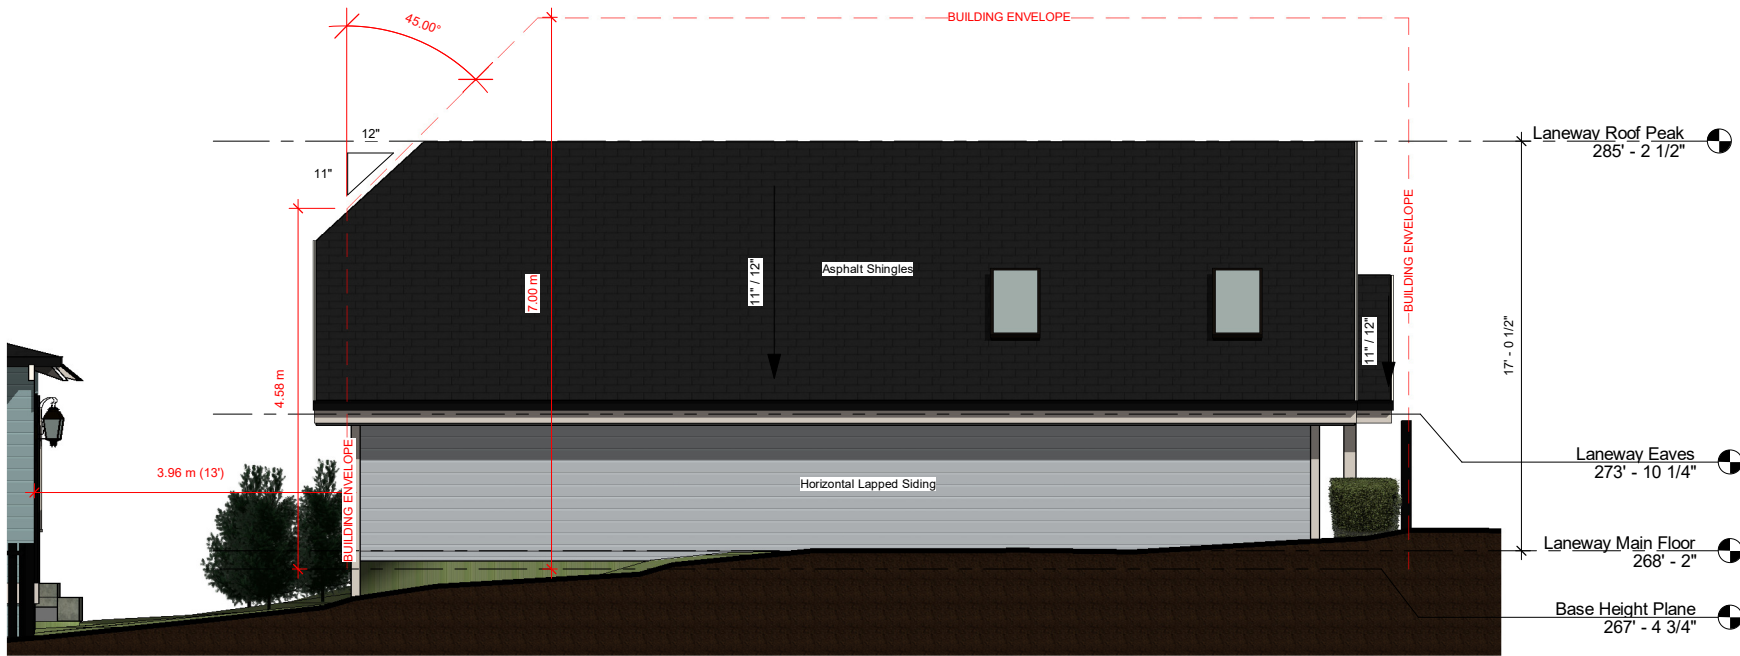 45.00°
BUILDING ENVELOPE
12"
11"
Laneway Roof Peak
285' - 2 1/2"
BUILDING ENVELOPE
11" / 12"
Asphalt Shingles
7.00 m
11" / 12"
17' - 0 1/2"
4.58 m
Laneway Eaves
273' - 10 1/4"
3.96 m (13')
BUILDING ENVELOPE
Horizontal Lapped Siding
Laneway Main Floor
268' - 2"
Base Height Plane
267' - 4 3/4"